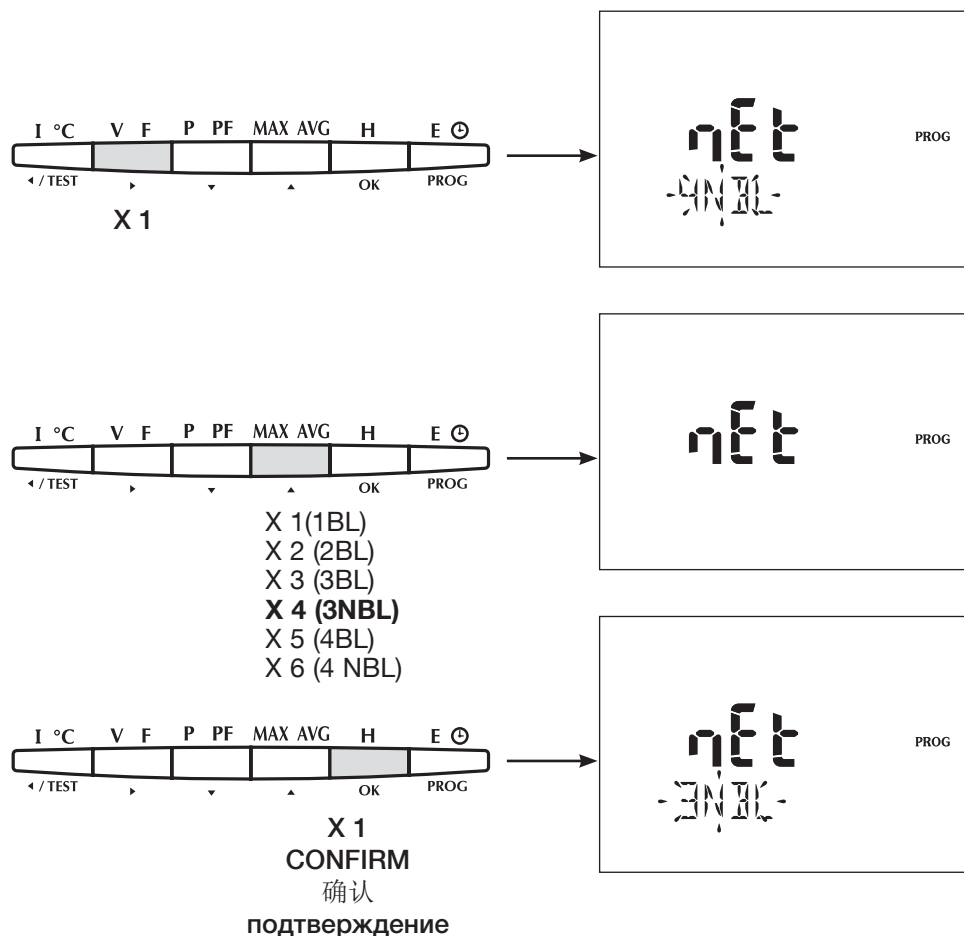 I °C V F P PF MAX AVG H E
/ TEST OK PROG
X 1
nEt PROG
4NBL
I °C V F P PF MAX AVG H E
/ TEST OK PROG
X 1(1BL)
X 2 (2BL)
X 3 (3BL)
X 4 (3NBL)
X 5 (4BL)
X 6 (4 NBL)
nEt PROG
I °C V F P PF MAX AVG H E
/ TEST OK PROG
X 1
CONFIRM
确认
подтверждение
nEt PROG
3NBL